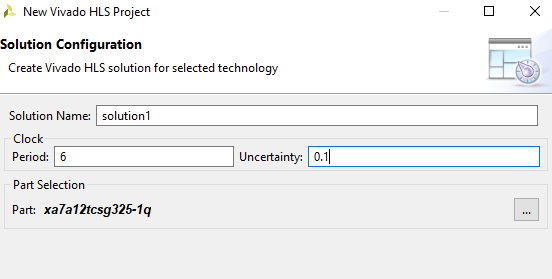 New Vivado HLS Project
Solution Configuration
Create Vivado HLS solution for selected technology
Solution Name: solution1
Clock
Period: 6 Uncertainty: 0.1
Part Selection
Part: xa7a12tcsg325-1q ...